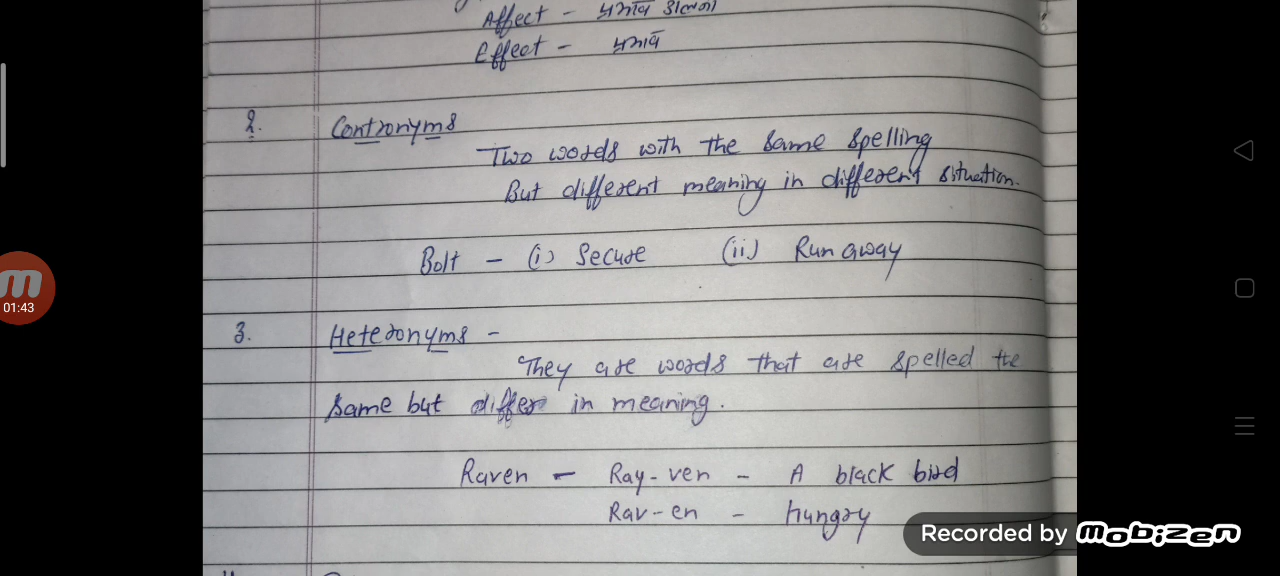 Affect - प्रभाव डालना
Effect - प्रभाव
2. Contronyms
Two words with the same spelling
But different meaning in different situation.
Bolt - (i) Secure (ii) Run away
3. Heteronyms -
They are words that are spelled the
same but differ in meaning.
Raven - Ray-ven - A black bird
Rav-en - hungry
Recorded by Mobizen
01:43